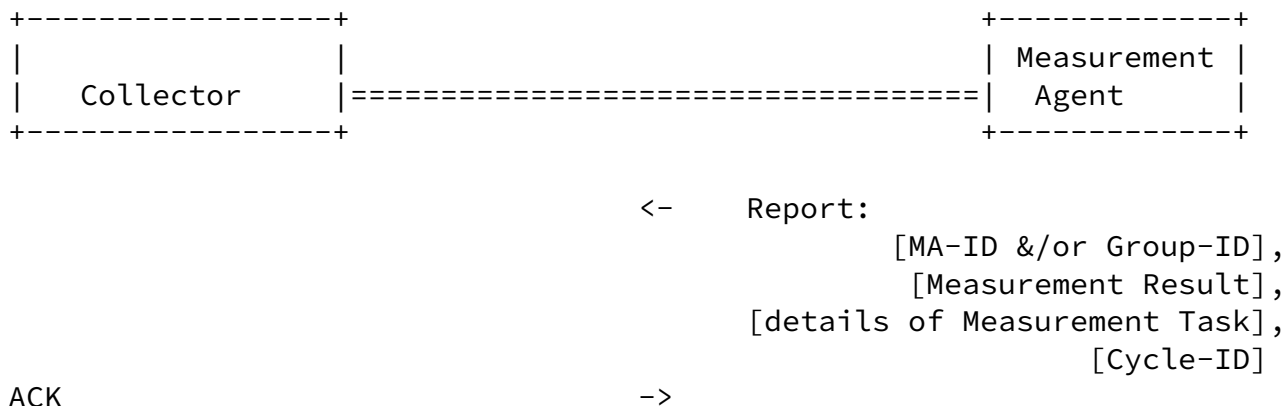 +-----------------+                                    +-------------+
|                 |                                    | Measurement |
|    Collector    |===================================|  Agent      |
+-----------------+                                    +-------------+
<-    Report:
[MA-ID &/or Group-ID],
[Measurement Result],
[details of Measurement Task],
[Cycle-ID]
ACK                                ->